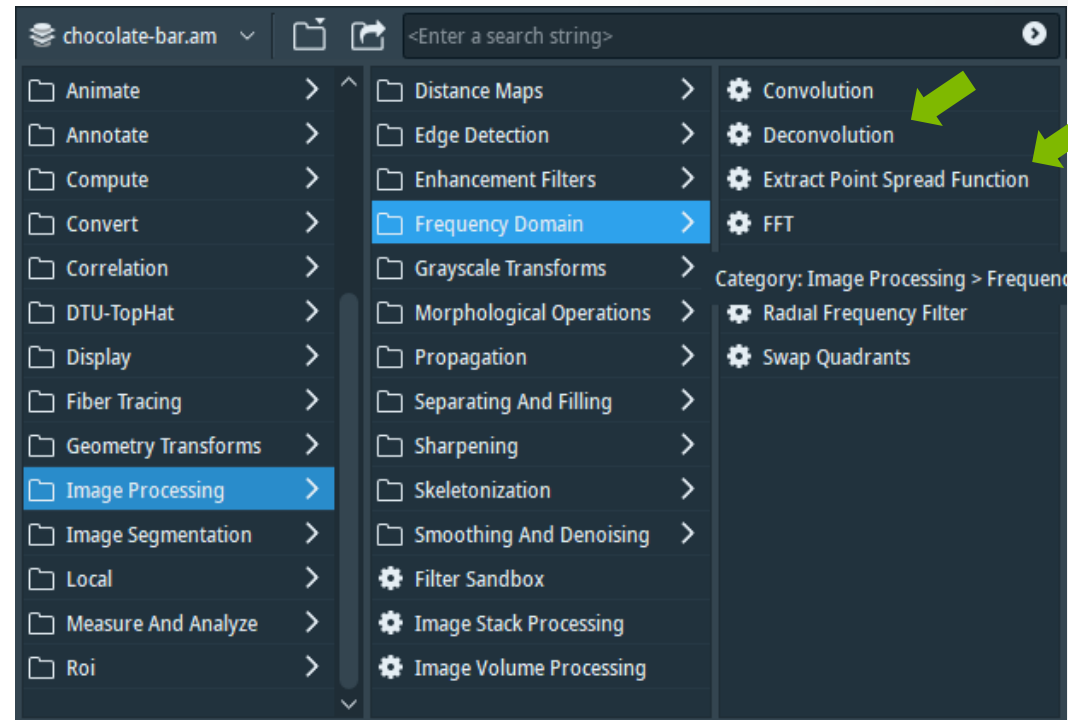 chocolate-bar.am
<Enter a search string>
Animate
Annotate
Compute
Convert
Correlation
DTU-TopHat
Display
Fiber Tracing
Geometry Transforms
Image Processing
Image Segmentation
Local
Measure And Analyze
Roi
Distance Maps
Edge Detection
Enhancement Filters
Frequency Domain
Grayscale Transforms
Morphological Operations
Propagation
Separating And Filling
Sharpening
Skeletonization
Smoothing And Denoising
Filter Sandbox
Image Stack Processing
Image Volume Processing
Convolution
Deconvolution
Extract Point Spread Function
FFT
Category: Image Processing > Frequenc
Radial Frequency Filter
Swap Quadrants